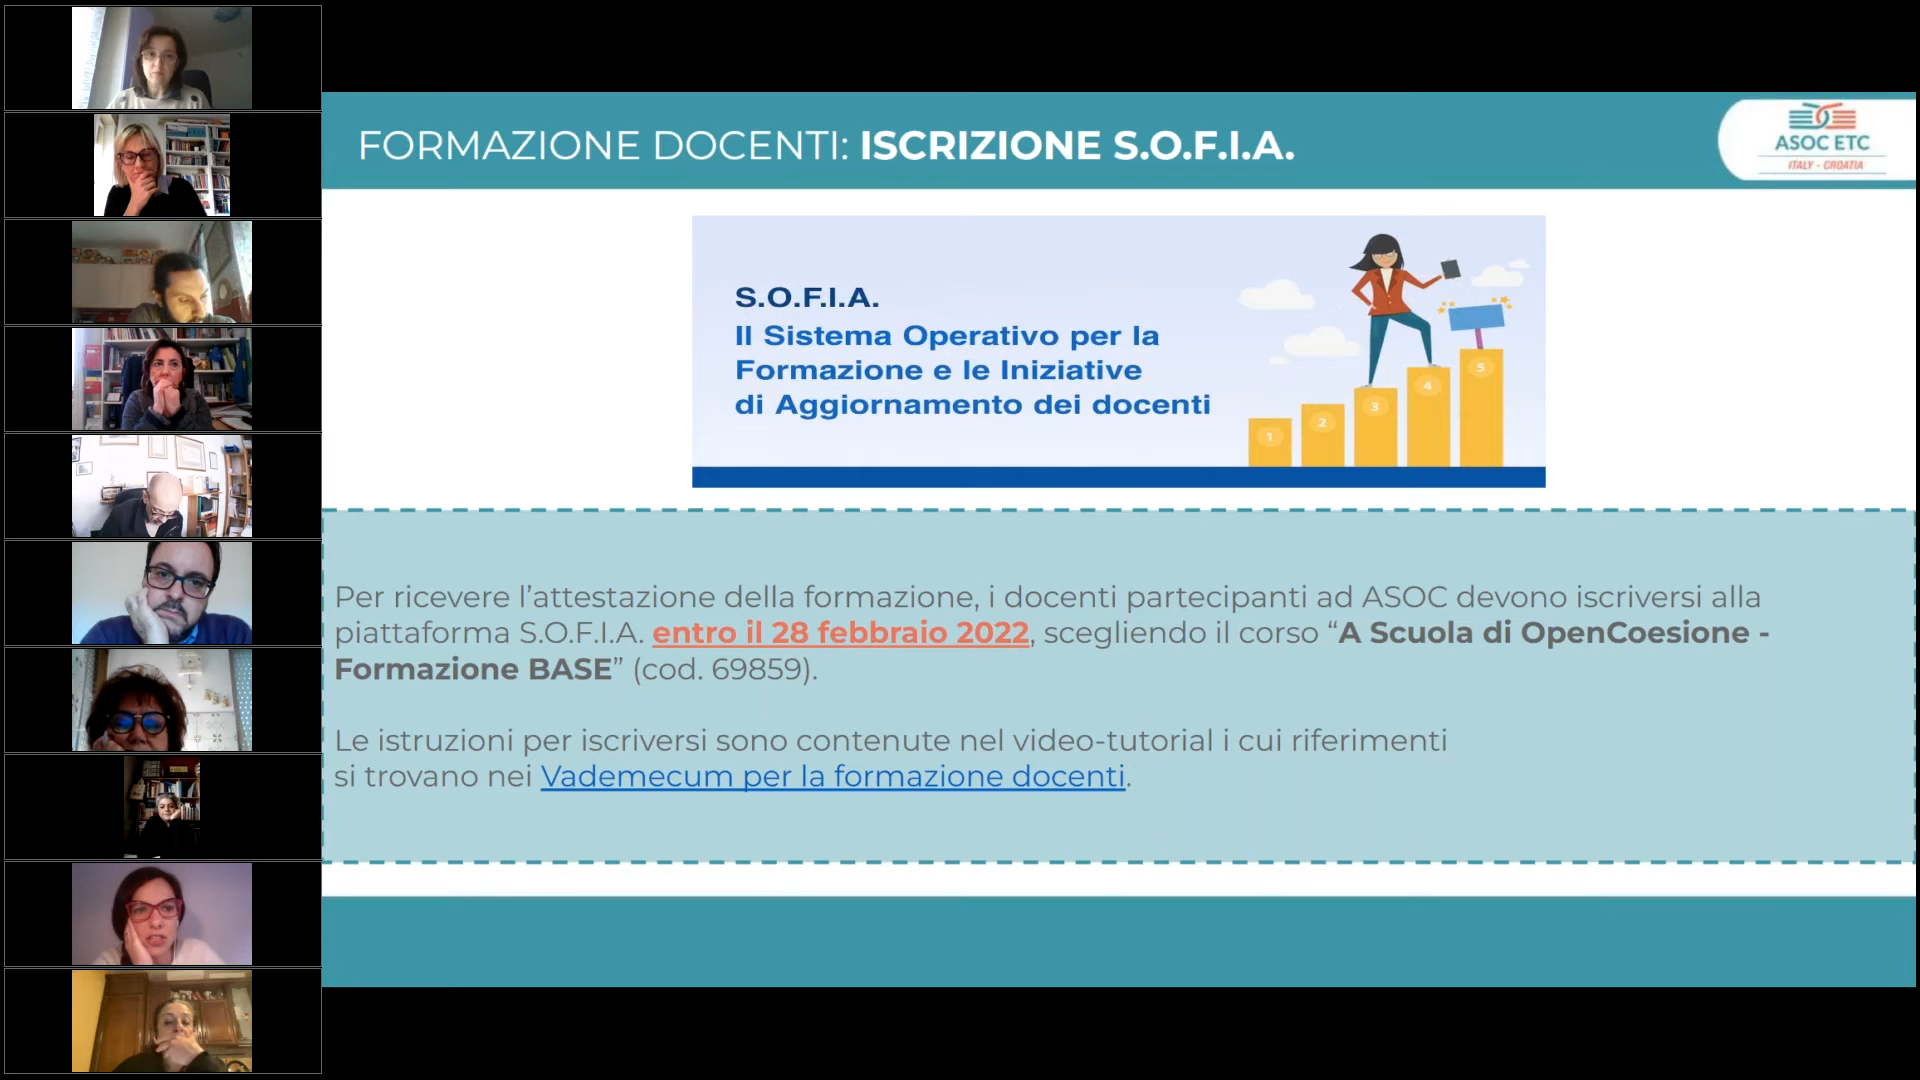 FORMAZIONE DOCENTI: ISCRIZIONE S.O.F.I.A.
ASOC ETC
ITALY - CROATIA
S.O.F.I.A.
Il Sistema Operativo per la
Formazione e le Iniziative
di Aggiornamento dei docenti
1
2
3
4
5
Per ricevere l’attestazione della formazione, i docenti partecipanti ad ASOC devono iscriversi alla
piattaforma S.O.F.I.A. entro il 28 febbraio 2022, scegliendo il corso “A Scuola di OpenCoesione -
Formazione BASE” (cod. 69859).
Le istruzioni per iscriversi sono contenute nel video-tutorial i cui riferimenti
si trovano nei Vademecum per la formazione docenti.